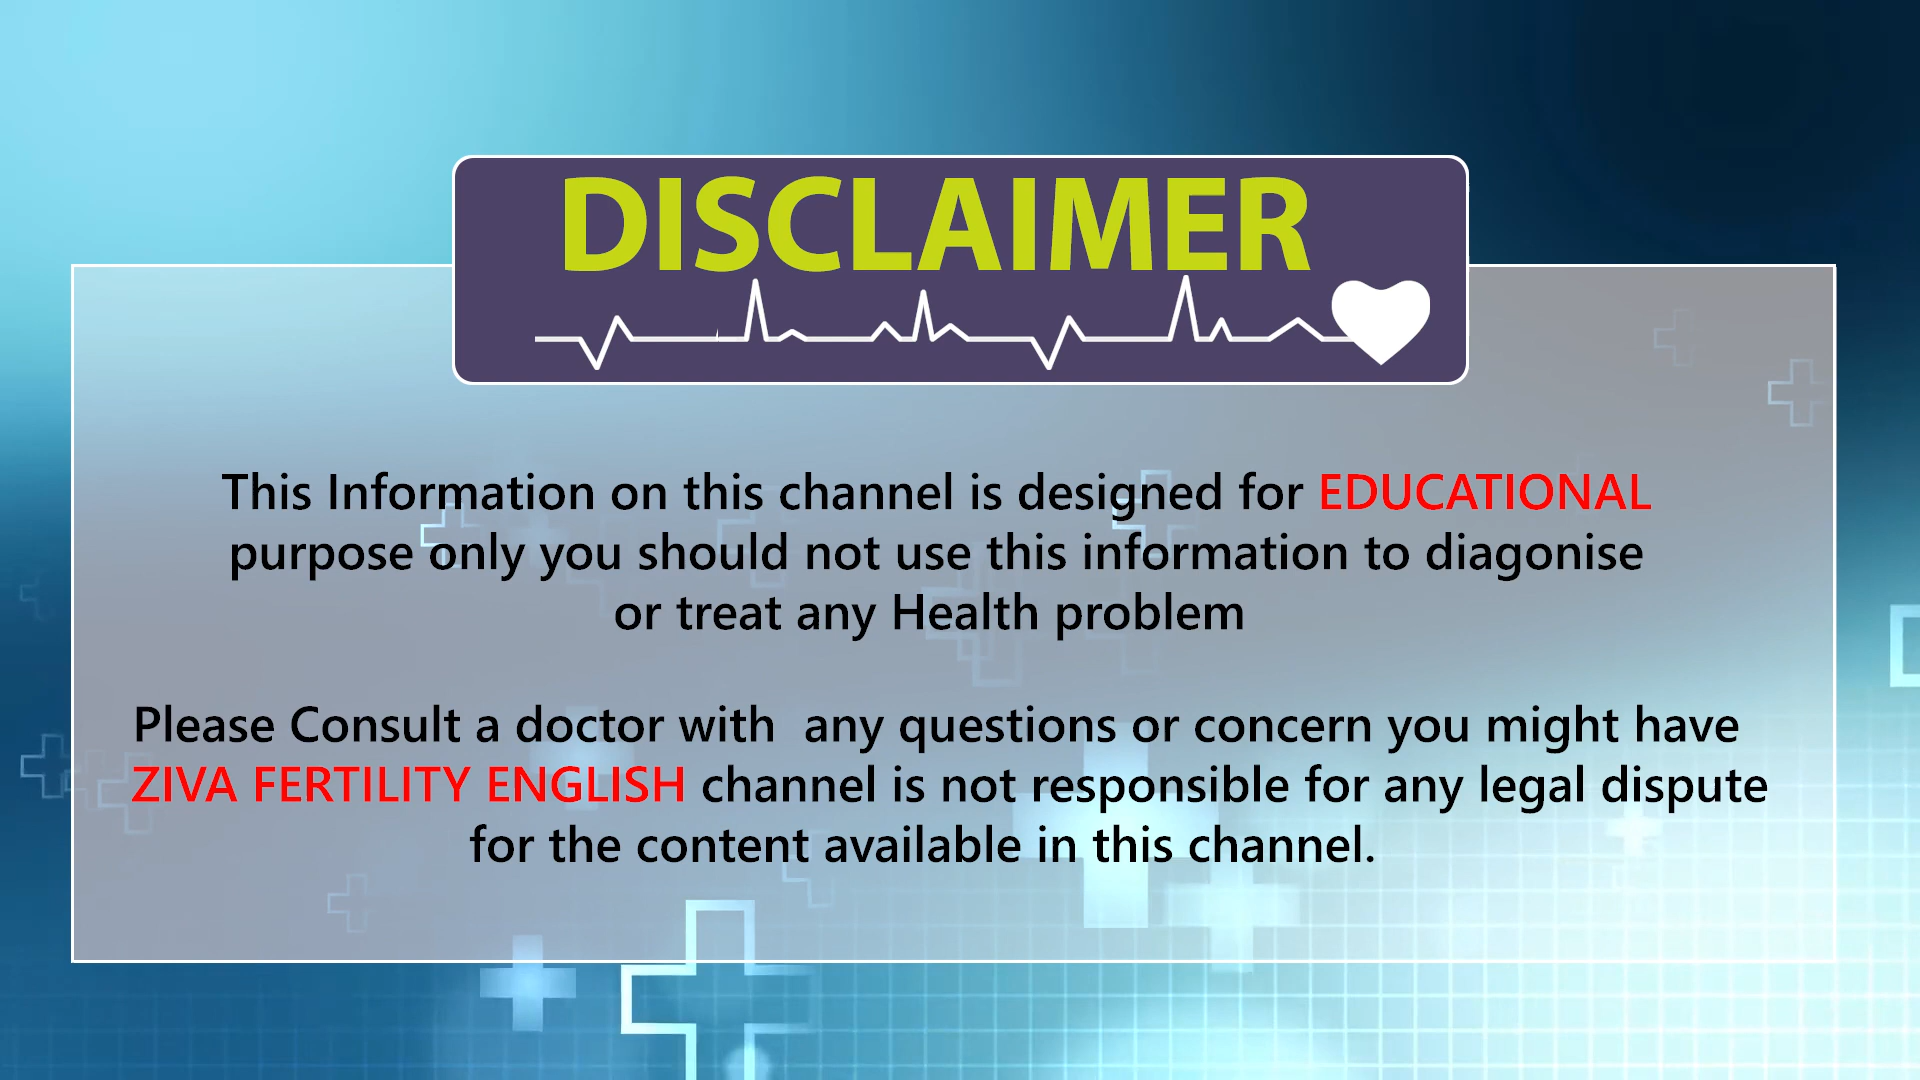 DISCLAIMER
This Information on this channel is designed for EDUCATIONAL
purpose only you should not use this information to diagonise
or treat any Health problem
Please Consult a doctor with  any questions or concern you might have
ZIVA FERTILITY ENGLISH channel is not responsible for any legal dispute
for the content available in this channel.